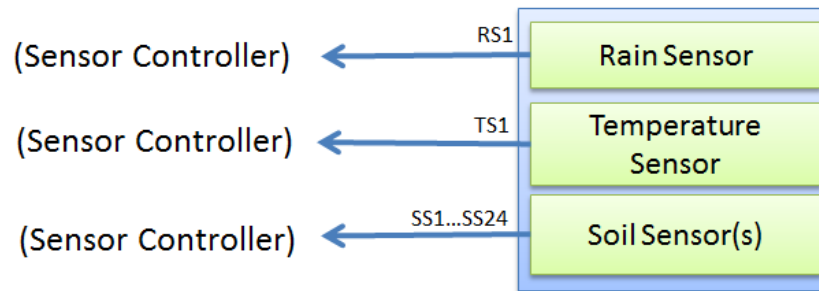 RS1
(Sensor Controller)
Rain Sensor
TS1
(Sensor Controller)
Temperature
Sensor
SS1...SS24
(Sensor Controller)
Soil Sensor(s)